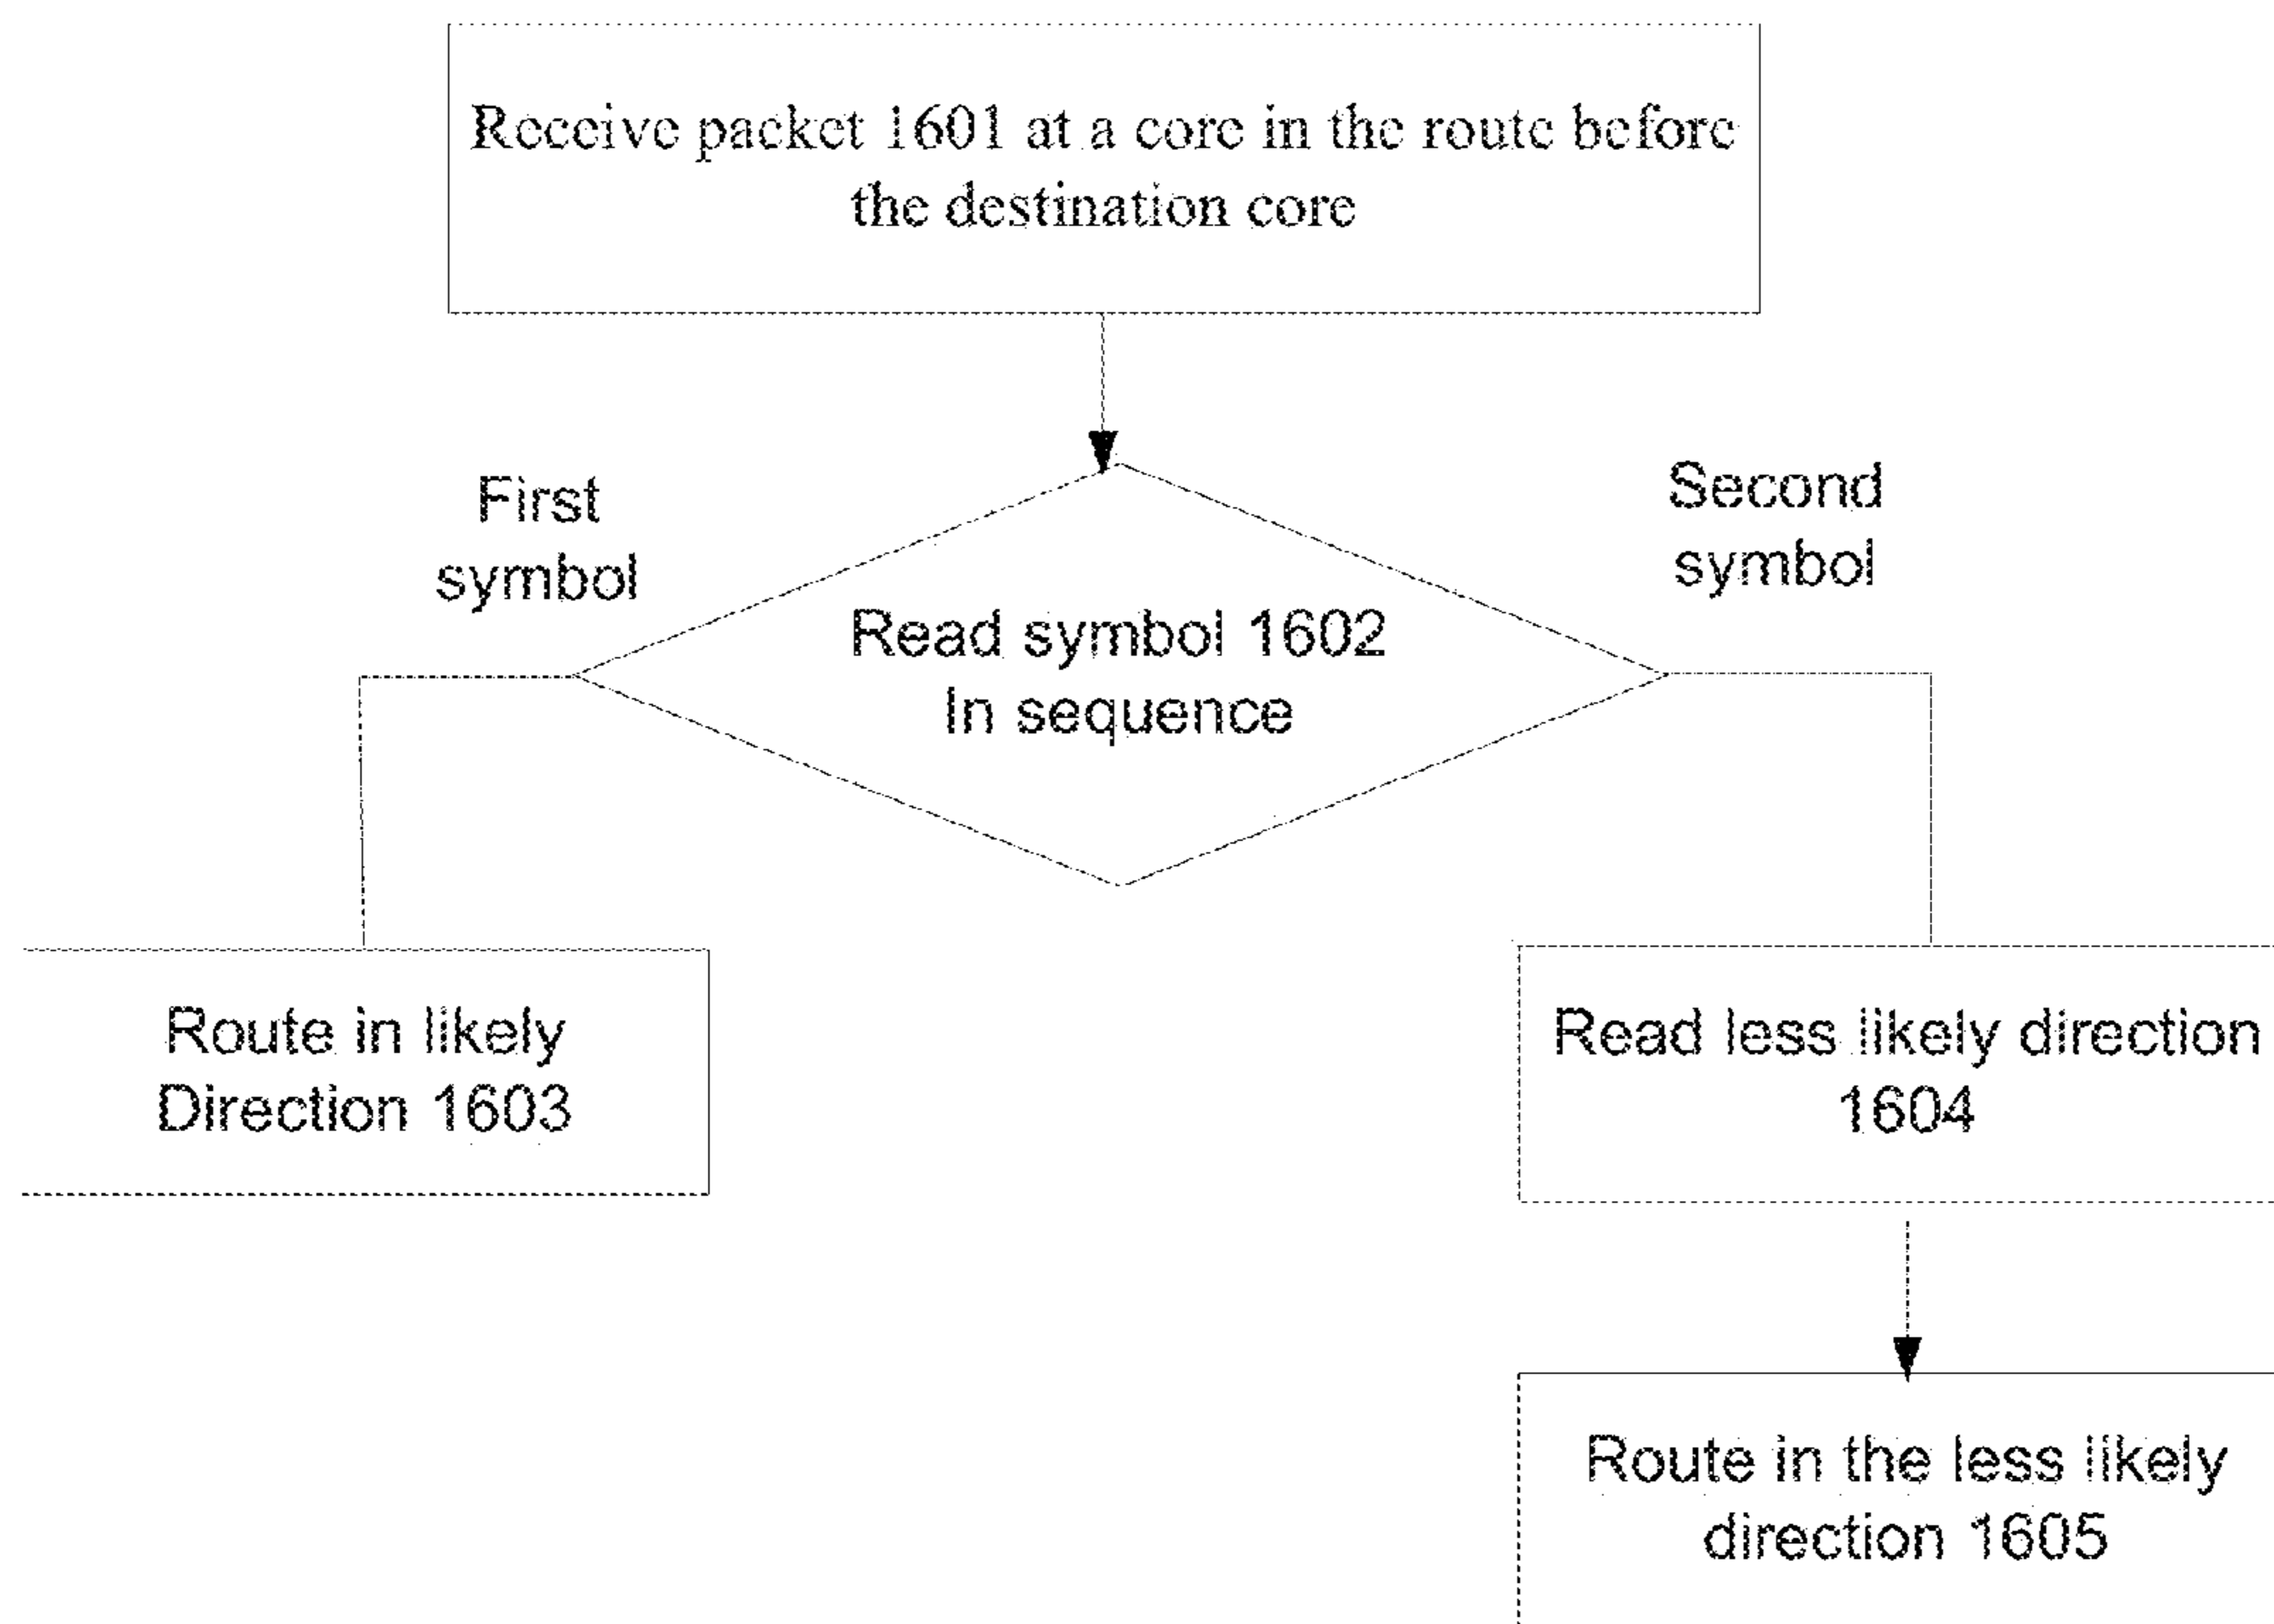 Receive packet 1601 at a core in the route before
the destination core
First
symbol
Second
symbol
Read symbol 1602
In sequence
Route in likely
Direction 1603
Read less likely direction
1604
Route in the less likely
direction 1605